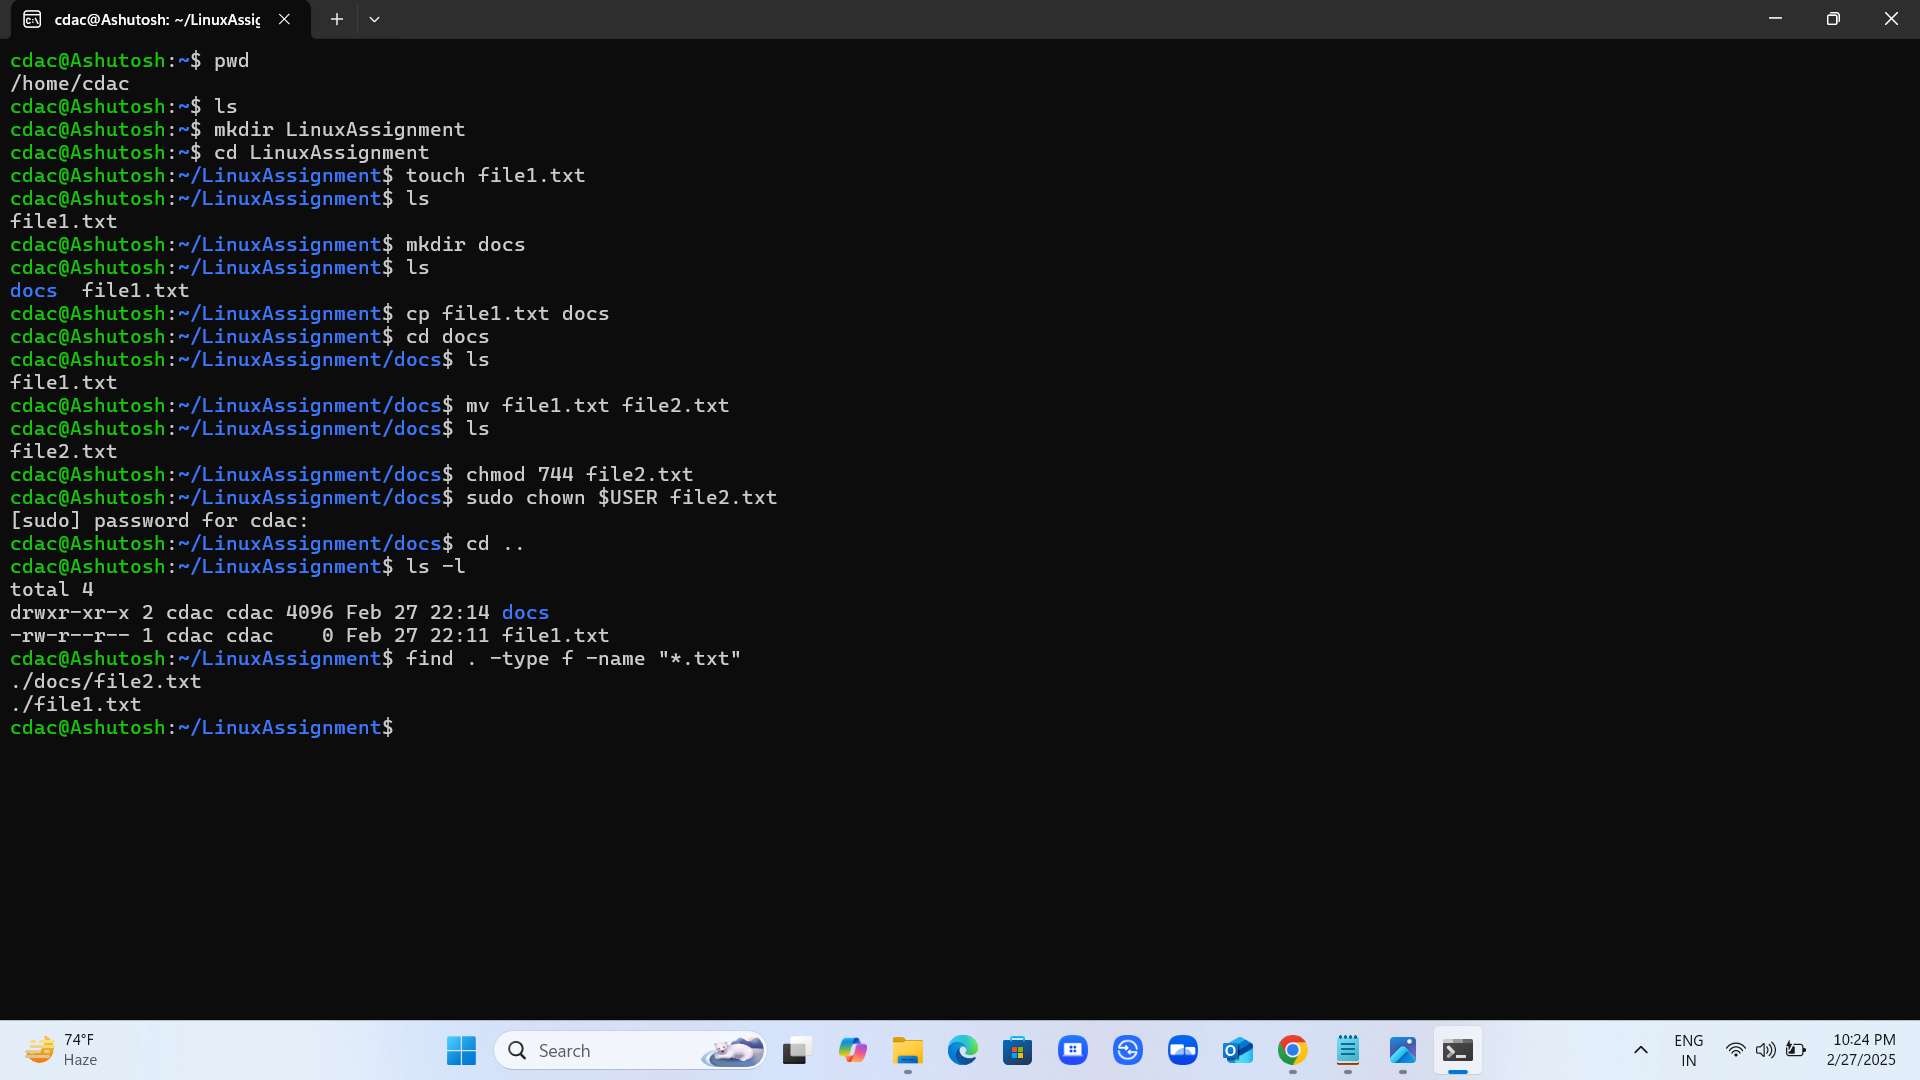 cdac@Ashutosh: ~/LinuxAssig
cdac@Ashutosh:~$ pwd
/home/cdac
cdac@Ashutosh:~$ ls
cdac@Ashutosh:~$ mkdir LinuxAssignment
cdac@Ashutosh:~$ cd LinuxAssignment
cdac@Ashutosh:~/LinuxAssignment$ touch file1.txt
cdac@Ashutosh:~/LinuxAssignment$ ls
file1.txt
cdac@Ashutosh:~/LinuxAssignment$ mkdir docs
cdac@Ashutosh:~/LinuxAssignment$ ls
docs  file1.txt
cdac@Ashutosh:~/LinuxAssignment$ cp file1.txt docs
cdac@Ashutosh:~/LinuxAssignment$ cd docs
cdac@Ashutosh:~/LinuxAssignment/docs$ ls
file1.txt
cdac@Ashutosh:~/LinuxAssignment/docs$ mv file1.txt file2.txt
cdac@Ashutosh:~/LinuxAssignment/docs$ ls
file2.txt
cdac@Ashutosh:~/LinuxAssignment/docs$ chmod 744 file2.txt
cdac@Ashutosh:~/LinuxAssignment/docs$ sudo chown $USER file2.txt
[sudo] password for cdac:
cdac@Ashutosh:~/LinuxAssignment/docs$ cd ..
cdac@Ashutosh:~/LinuxAssignment$ ls -l
total 4
drwxr-xr-x 2 cdac cdac 4096 Feb 27 22:14 docs
-rw-r--r-- 1 cdac cdac    0 Feb 27 22:11 file1.txt
cdac@Ashutosh:~/LinuxAssignment$ find . -type f -name "*.txt"
./docs/file2.txt
./file1.txt
cdac@Ashutosh:~/LinuxAssignment$
74°F
Haze
Search
ENG
IN
10:24 PM
2/27/2025